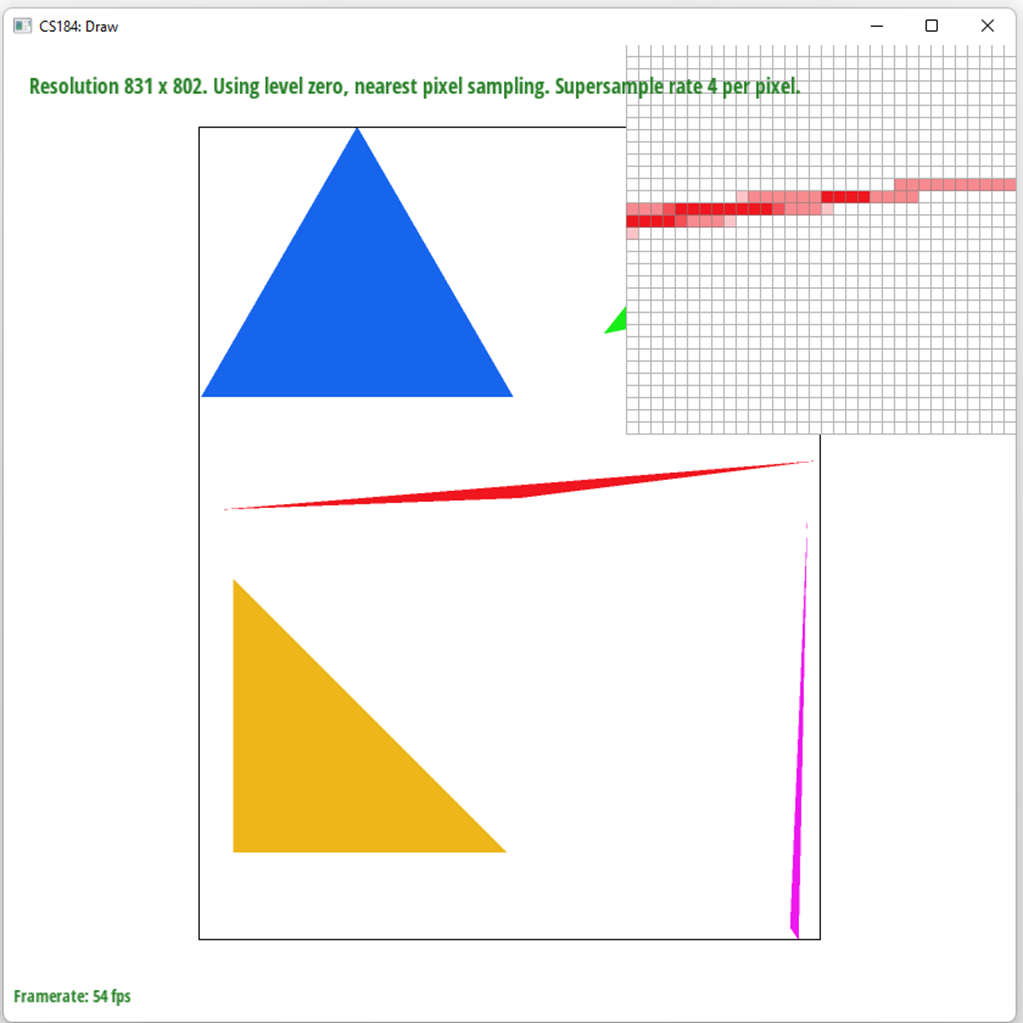 CS184: Draw
Resolution 831 x 802. Using level zero, nearest pixel sampling. Supersample rate 4 per pixel.
Framerate: 54 fps